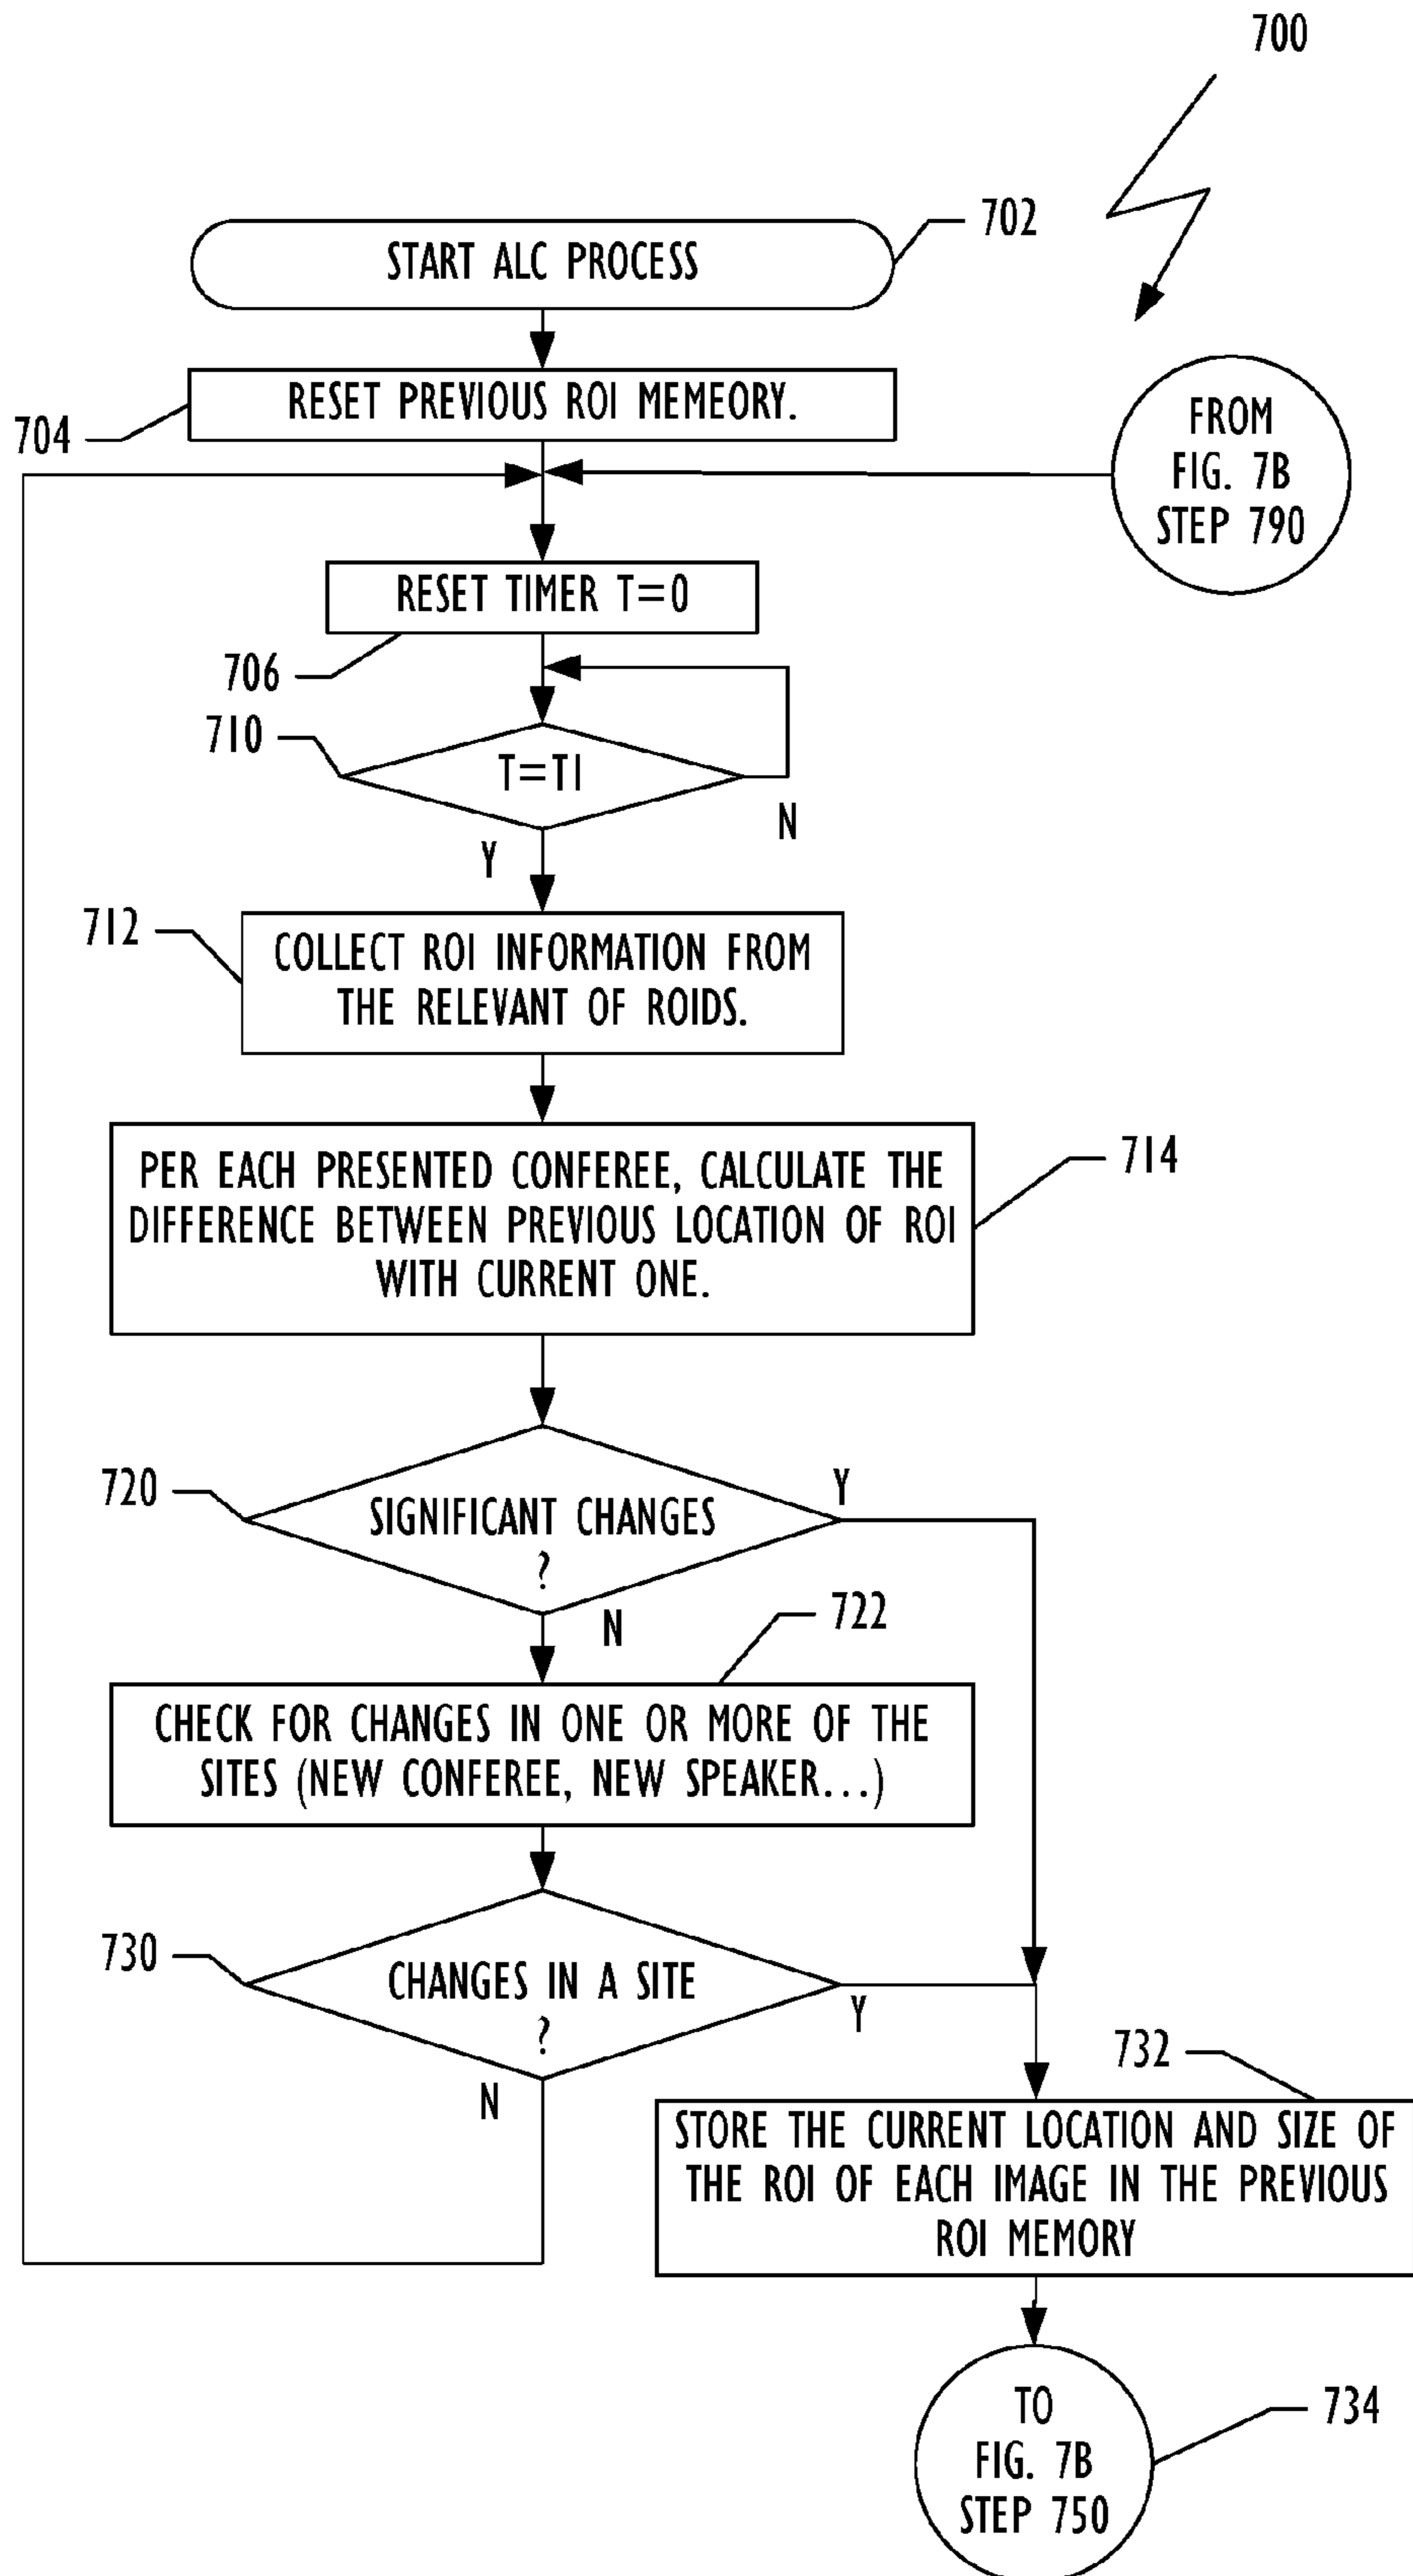 700
702
START ALC PROCESS
RESET PREVIOUS ROI MEMEORY.
704
FROM
FIG. 7B
STEP 790
RESET TIMER T=0
706
710
T=T1
N
Y
712
COLLECT ROI INFORMATION FROM
THE RELEVANT OF ROIDS.
714
PER EACH PRESENTED CONFEREE, CALCULATE THE
DIFFERENCE BETWEEN PREVIOUS LOCATION OF ROI
WITH CURRENT ONE.
720
Y
SIGNIFICANT CHANGES
?
N
722
CHECK FOR CHANGES IN ONE OR MORE OF THE
SITES (NEW CONFEREE, NEW SPEAKER...)
730
CHANGES IN A SITE
?
Y
N
732
STORE THE CURRENT LOCATION AND SIZE OF
THE ROI OF EACH IMAGE IN THE PREVIOUS
ROI MEMORY
734
TO
FIG. 7B
STEP 750